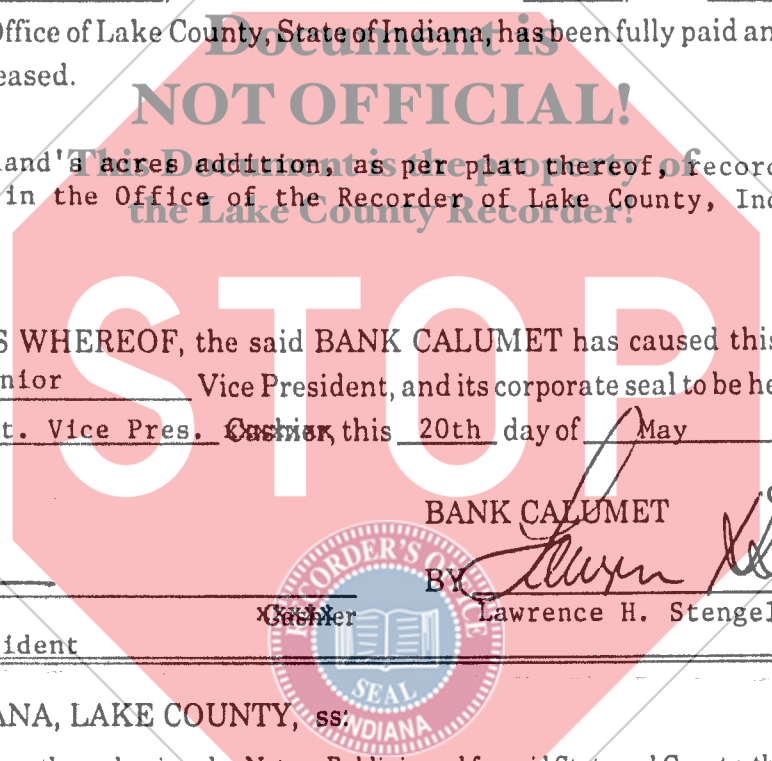 Office of Lake County, State of Indiana, has been fully paid an
eased.
Document is
NOT OFFICIAL!
This Document is the property of
the Lake County Recorder!
and's acres addition, as per plat thereof, recor
in the Office of the Recorder of Lake County, Ind
STOP
S WHEREOF, the said BANK CALUMET has caused this
nior Vice President, and its corporate seal to be he
t. Vice Pres. Cashier, this 20th day of May
BANK CALUMET
BY
Cashier Lawrence H. Stengel
ident
RECORDER'S OFFICE
SEAL
INDIANA
ANA, LAKE COUNTY, ss: